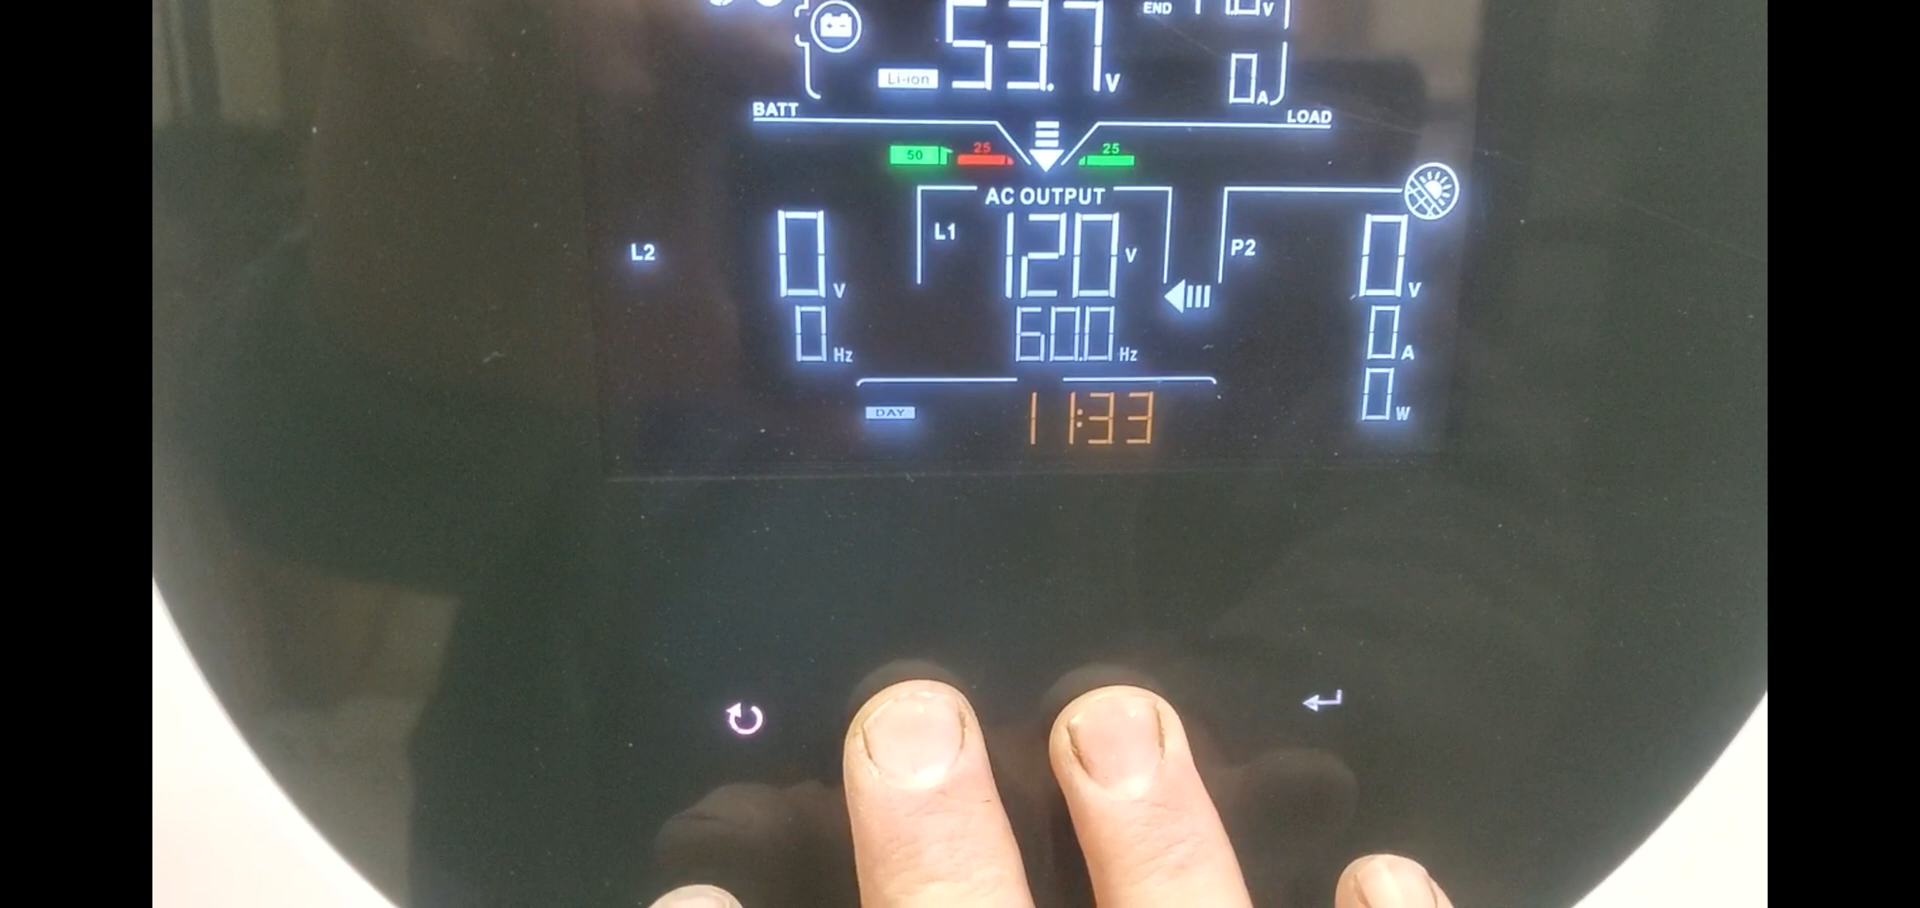 END V
Li-ion 53.7 V
0 A
BATT LOAD
50 25 25
AC OUTPUT
L2 0 V L1 120 V P2 0 V
0 Hz 60.0 Hz 0 A
DAY 11:33 0 W